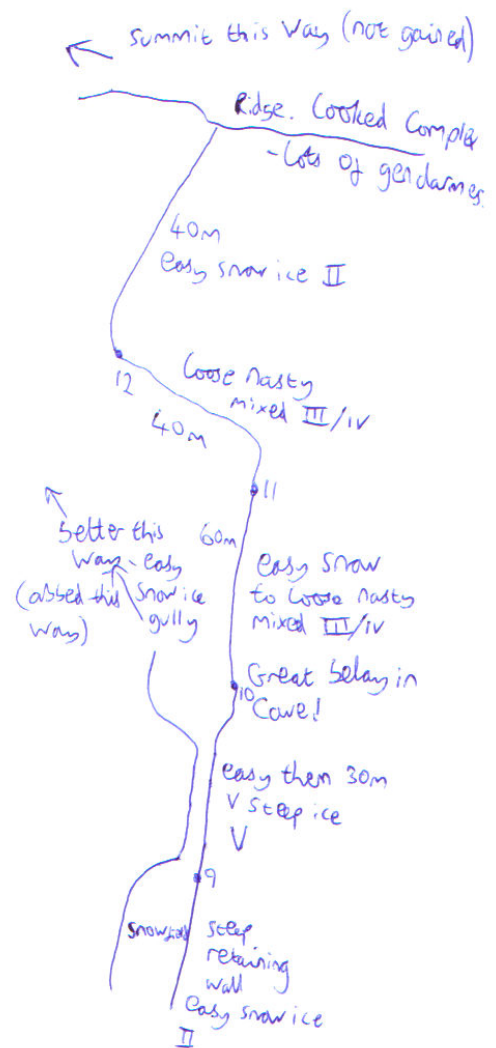 Summit this way (not gained)
Ridge. Looked Complex
- Lots of gendarmes.
40m
easy snow ice II
12
loose nasty
mixed III/IV
40m
11
better this
way - easy
(abbed this snow ice
way) gully
60m
easy snow
to loose nasty
mixed III/IV
10
Great belay in
Cave!
easy then 30m
V steep ice
V
9
steep
retaining
wall
easy snow ice
II